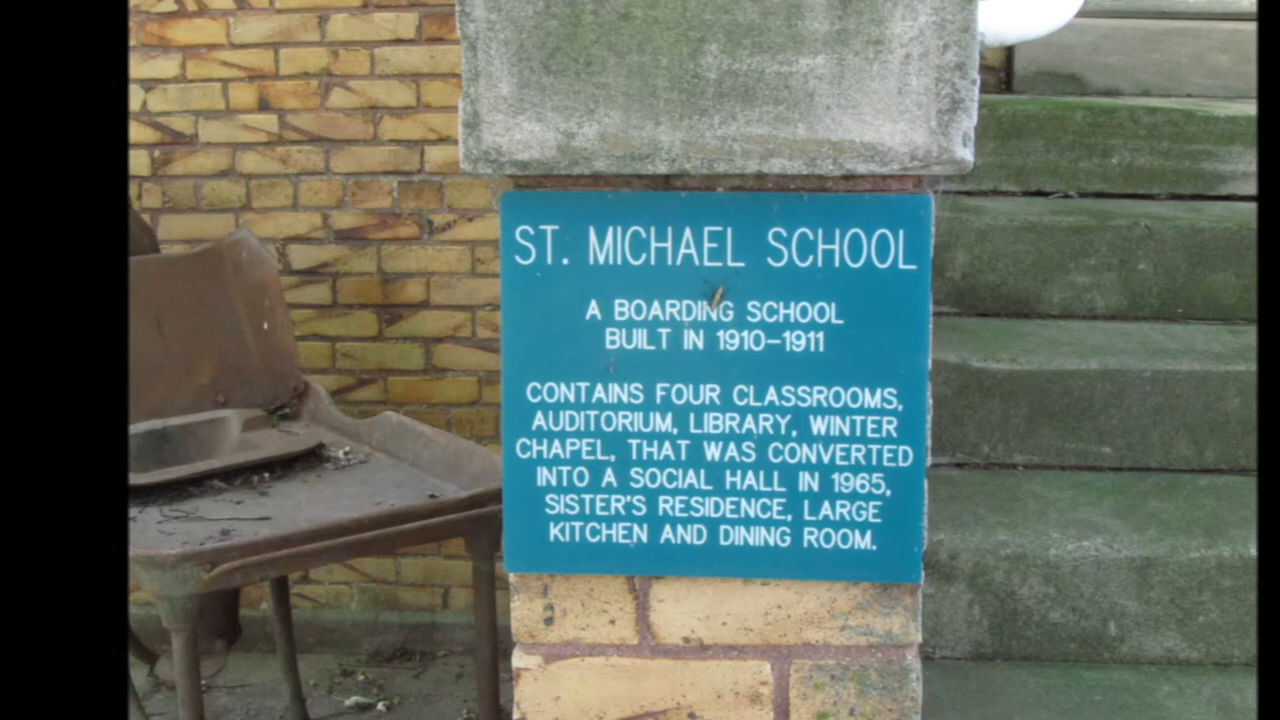 ST. MICHAEL SCHOOL
A BOARDING SCHOOL
BUILT IN 1910-1911
CONTAINS FOUR CLASSROOMS,
AUDITORIUM, LIBRARY, WINTER
CHAPEL, THAT WAS CONVERTED
INTO A SOCIAL HALL IN 1965,
SISTER'S RESIDENCE, LARGE
KITCHEN AND DINING ROOM.